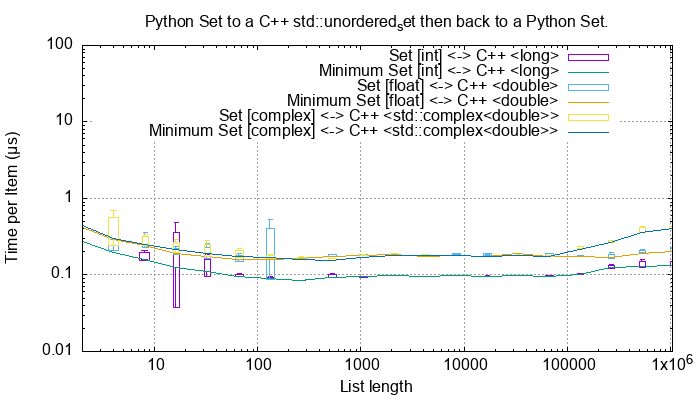 Python Set to a C++ std::unordered_set then back to a Python Set.
100
10
1
0.1
0.01
Time per Item (µs)
Set [int] <-> C++ <long>
Minimum Set [int] <-> C++ <long>
Set [float] <-> C++ <double>
Minimum Set [float] <-> C++ <double>
Set [complex] <-> C++ <std::complex<double>>
Minimum Set [complex] <-> C++ <std::complex<double>>
10 100 1000 10000 100000 1x10⁶
List length